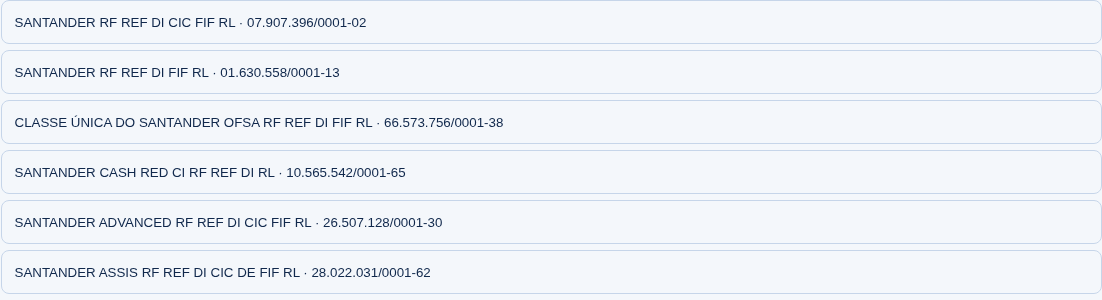 SANTANDER RF REF DI CIC FIF RL · 07.907.396/0001-02
SANTANDER RF REF DI FIF RL · 01.630.558/0001-13
CLASSE ÚNICA DO SANTANDER OFSA RF REF DI FIF RL · 66.573.756/0001-38
SANTANDER CASH RED CI RF REF DI RL · 10.565.542/0001-65
SANTANDER ADVANCED RF REF DI CIC FIF RL · 26.507.128/0001-30
SANTANDER ASSIS RF REF DI CIC DE FIF RL · 28.022.031/0001-62